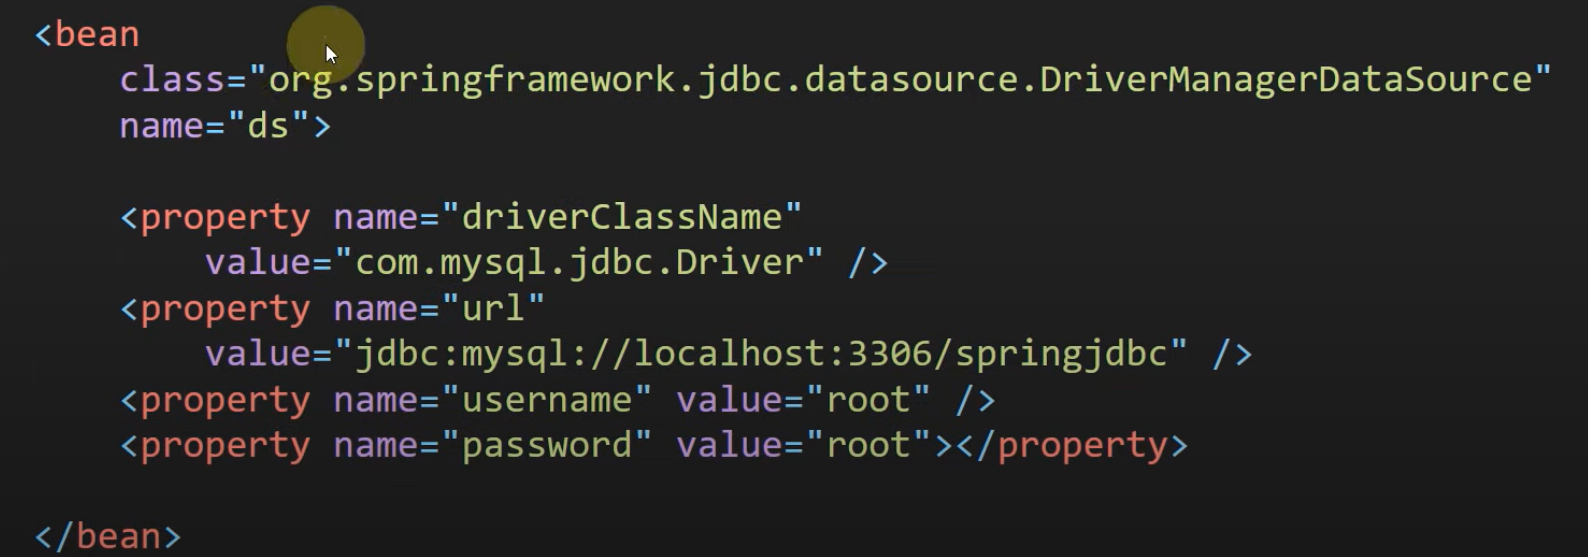 <bean
class="org.springframework.jdbc.datasource.DriverManagerDataSource"
name="ds">
<property name="driverClassName"
value="com.mysql.jdbc.Driver" />
<property name="url"
value="jdbc:mysql://localhost:3306/springjdbc" />
<property name="username" value="root" />
<property name="password" value="root"></property>
</bean>